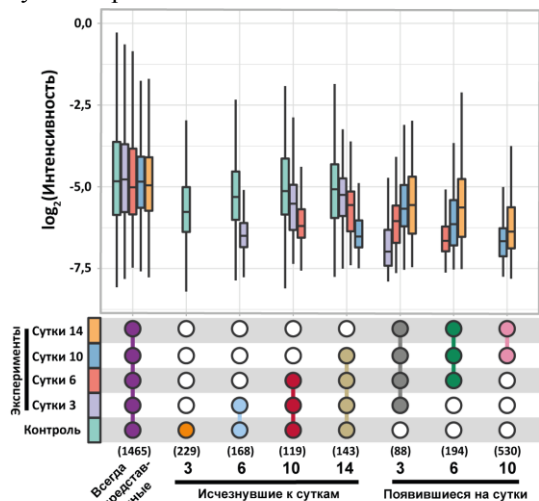 0,0
-2,5
-5,0
-7,5
log₂(Интенсивность)
Эксперименты
Сутки 14
Сутки 10
Сутки 6
Сутки 3
Контроль
(1465) (229) (168) (119) (143) (88) (194) (530)
Всегда
представ-
ленные
3 6 10 14 3 6 10
Исчезнувшие к суткам Появившиеся на сутки